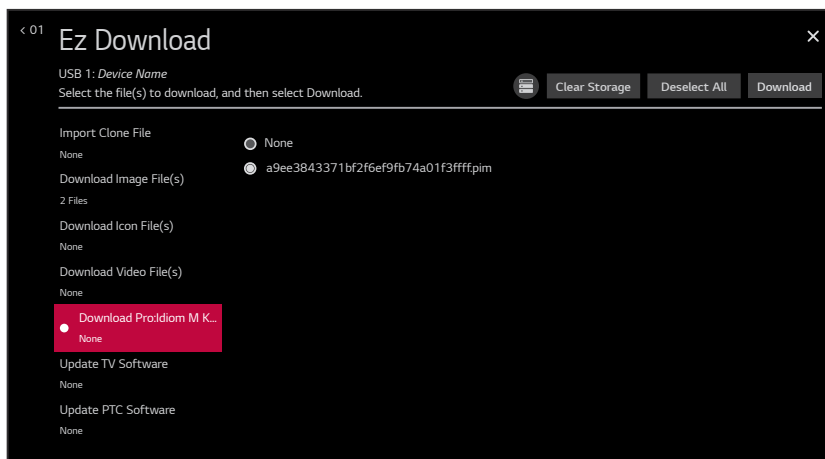 < 01
Ez Download
×
USB 1: Device Name
Select the file(s) to download, and then select Download.
Clear Storage
Deselect All
Download
Import Clone File
None
Download Image File(s)
2 Files
Download Icon File(s)
None
Download Video File(s)
None
Download Pro:Idiom M K...
None
Update TV Software
None
Update PTC Software
None
None
a9ee3843371bf2f6ef9fb74a01f3ffff.pim